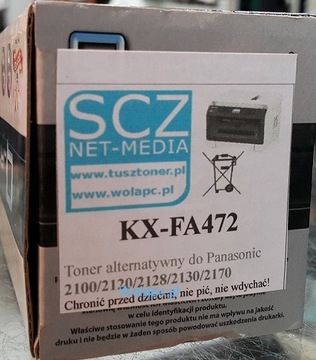 SCZ
NET-MEDIA
www.tusztoner.pl
www.wolapc.pl
KX-FA472
Toner alternatywny do Panasonic
2100/2120/2128/2130/2170
Chronić przed dziećmi, nie pić, nie wdychać!
w celu identyfikacji produktu.
Właściwe stosowanie tego produktu nie ma wpływu na jakość
druku i nie będzie w żaden sposób powodować uszkodzenia drukarki.